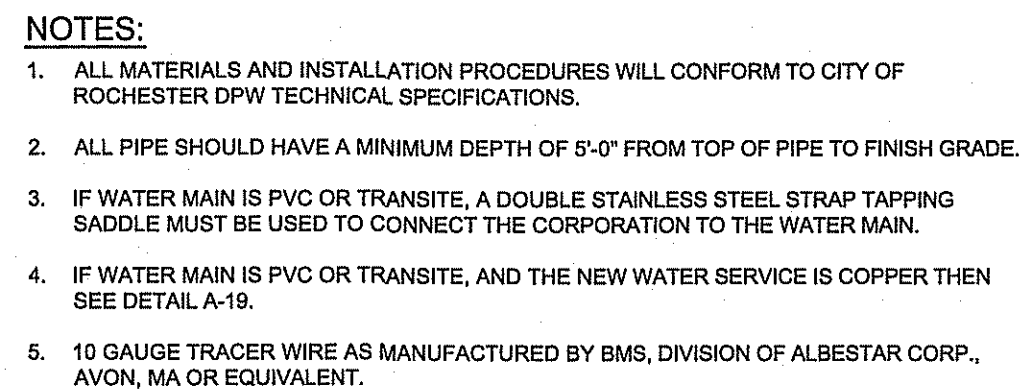 NOTES:
1. ALL MATERIALS AND INSTALLATION PROCEDURES WILL CONFORM TO CITY OF
ROCHESTER DPW TECHNICAL SPECIFICATIONS.
2. ALL PIPE SHOULD HAVE A MINIMUM DEPTH OF 5'-0" FROM TOP OF PIPE TO FINISH GRADE.
3. IF WATER MAIN IS PVC OR TRANSITE, A DOUBLE STAINLESS STEEL STRAP TAPPING
SADDLE MUST BE USED TO CONNECT THE CORPORATION TO THE WATER MAIN.
4. IF WATER MAIN IS PVC OR TRANSITE, AND THE NEW WATER SERVICE IS COPPER THEN
SEE DETAIL A-19.
5. 10 GAUGE TRACER WIRE AS MANUFACTURED BY BMS, DIVISION OF ALBESTAR CORP.,
AVON, MA OR EQUIVALENT.